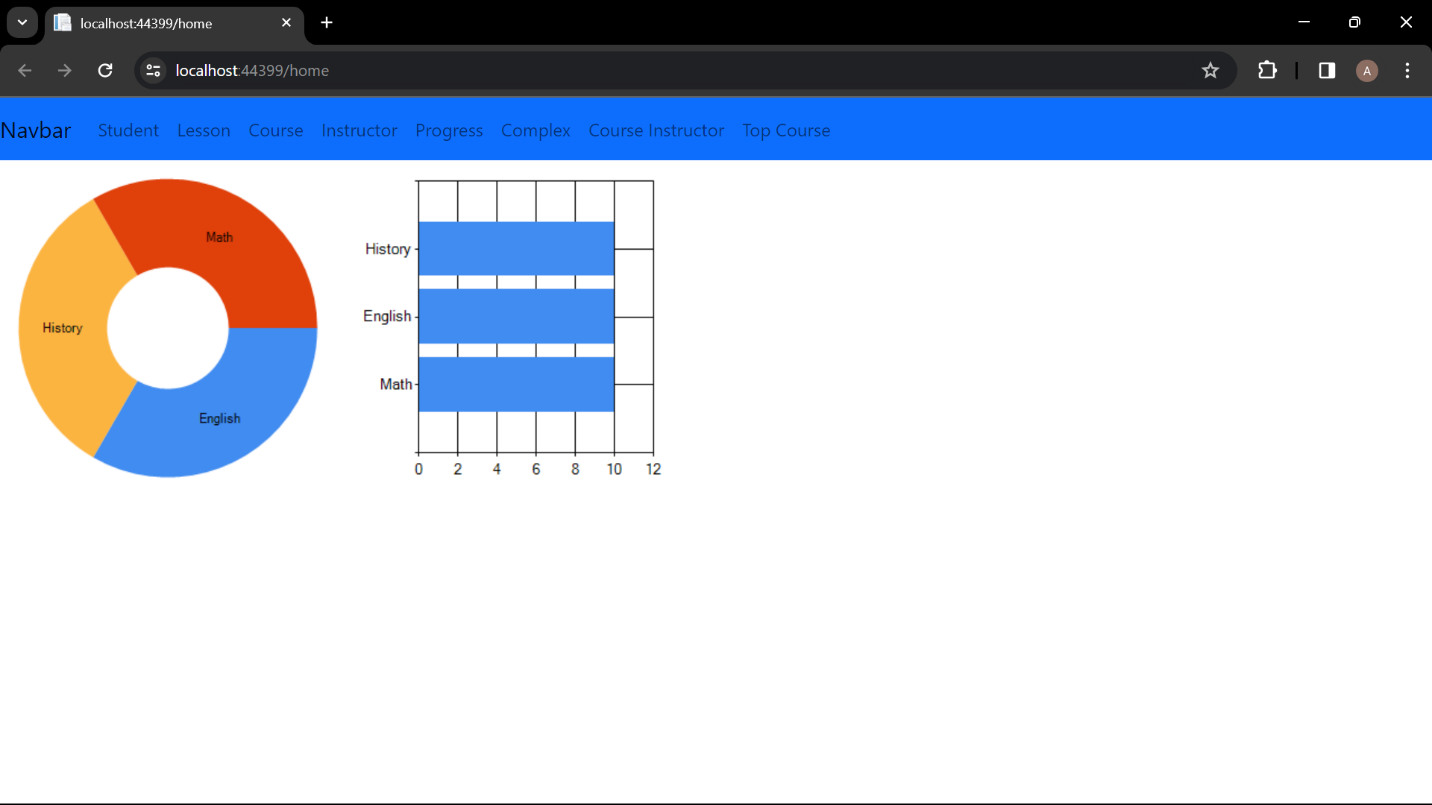 localhost:44399/home
localhost:44399/home
A
Navbar Student Lesson Course Instructor Progress Complex Course Instructor Top Course
Math
History
English
History
English
Math
0 2 4 6 8 10 12